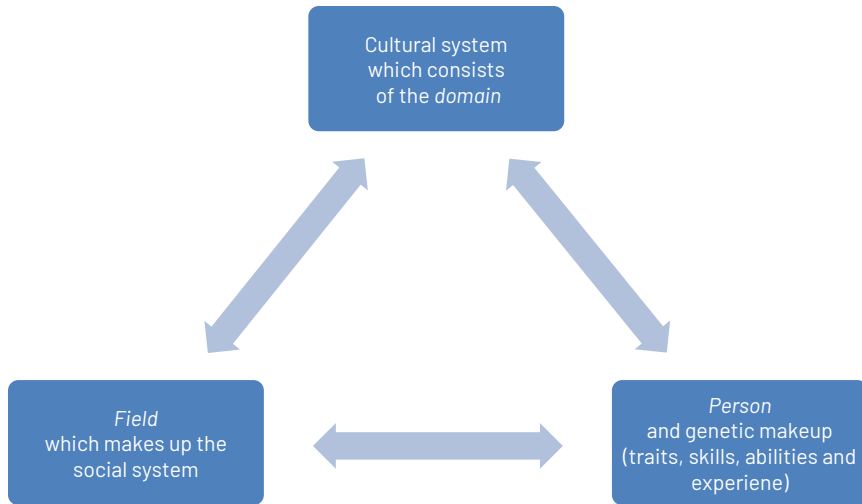 Cultural system
which consists
of the domain
Field
which makes up the
social system
Person
and genetic makeup
(traits, skills, abilities and
experiene)